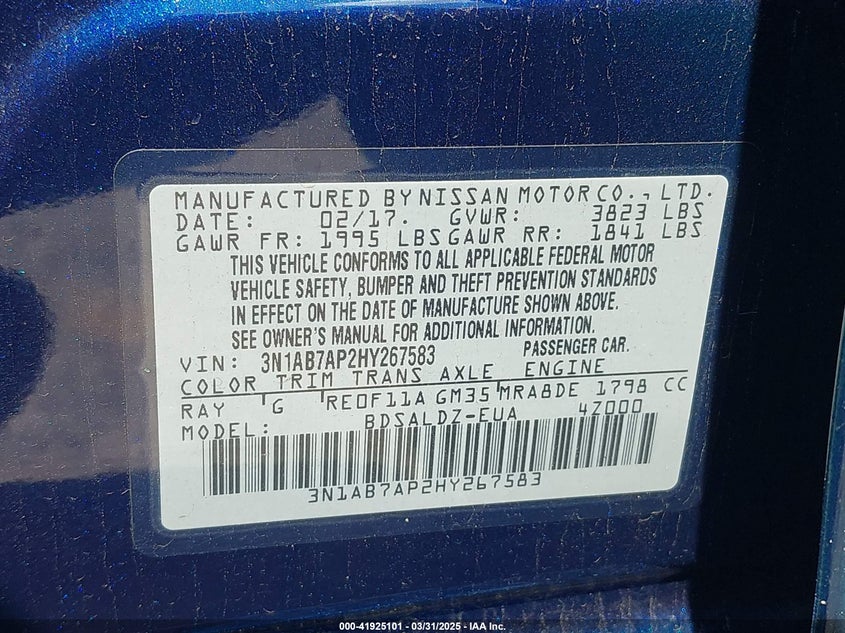 MANUFACTURED BY NISSAN MOTOR CO., LTD.
DATE: 02/17. GVWR: 3823 LBS
GAWR FR: 1995 LBS GAWR RR: 1841 LBS
THIS VEHICLE CONFORMS TO ALL APPLICABLE FEDERAL MOTOR
VEHICLE SAFETY, BUMPER AND THEFT PREVENTION STANDARDS
IN EFFECT ON THE DATE OF MANUFACTURE SHOWN ABOVE.
SEE OWNER'S MANUAL FOR ADDITIONAL INFORMATION.
VIN: 3N1AB7AP2HY267583 PASSENGER CAR.
COLOR TRIM TRANS AXLE ENGINE
RAY G RE0F11A GM35 MRA8DE 1798 CC
MODEL: BDSALDZ-EUA 4Z000
3N1AB7AP2HY267583
000-41925101 - 03/31/2025 - IAA, Inc.